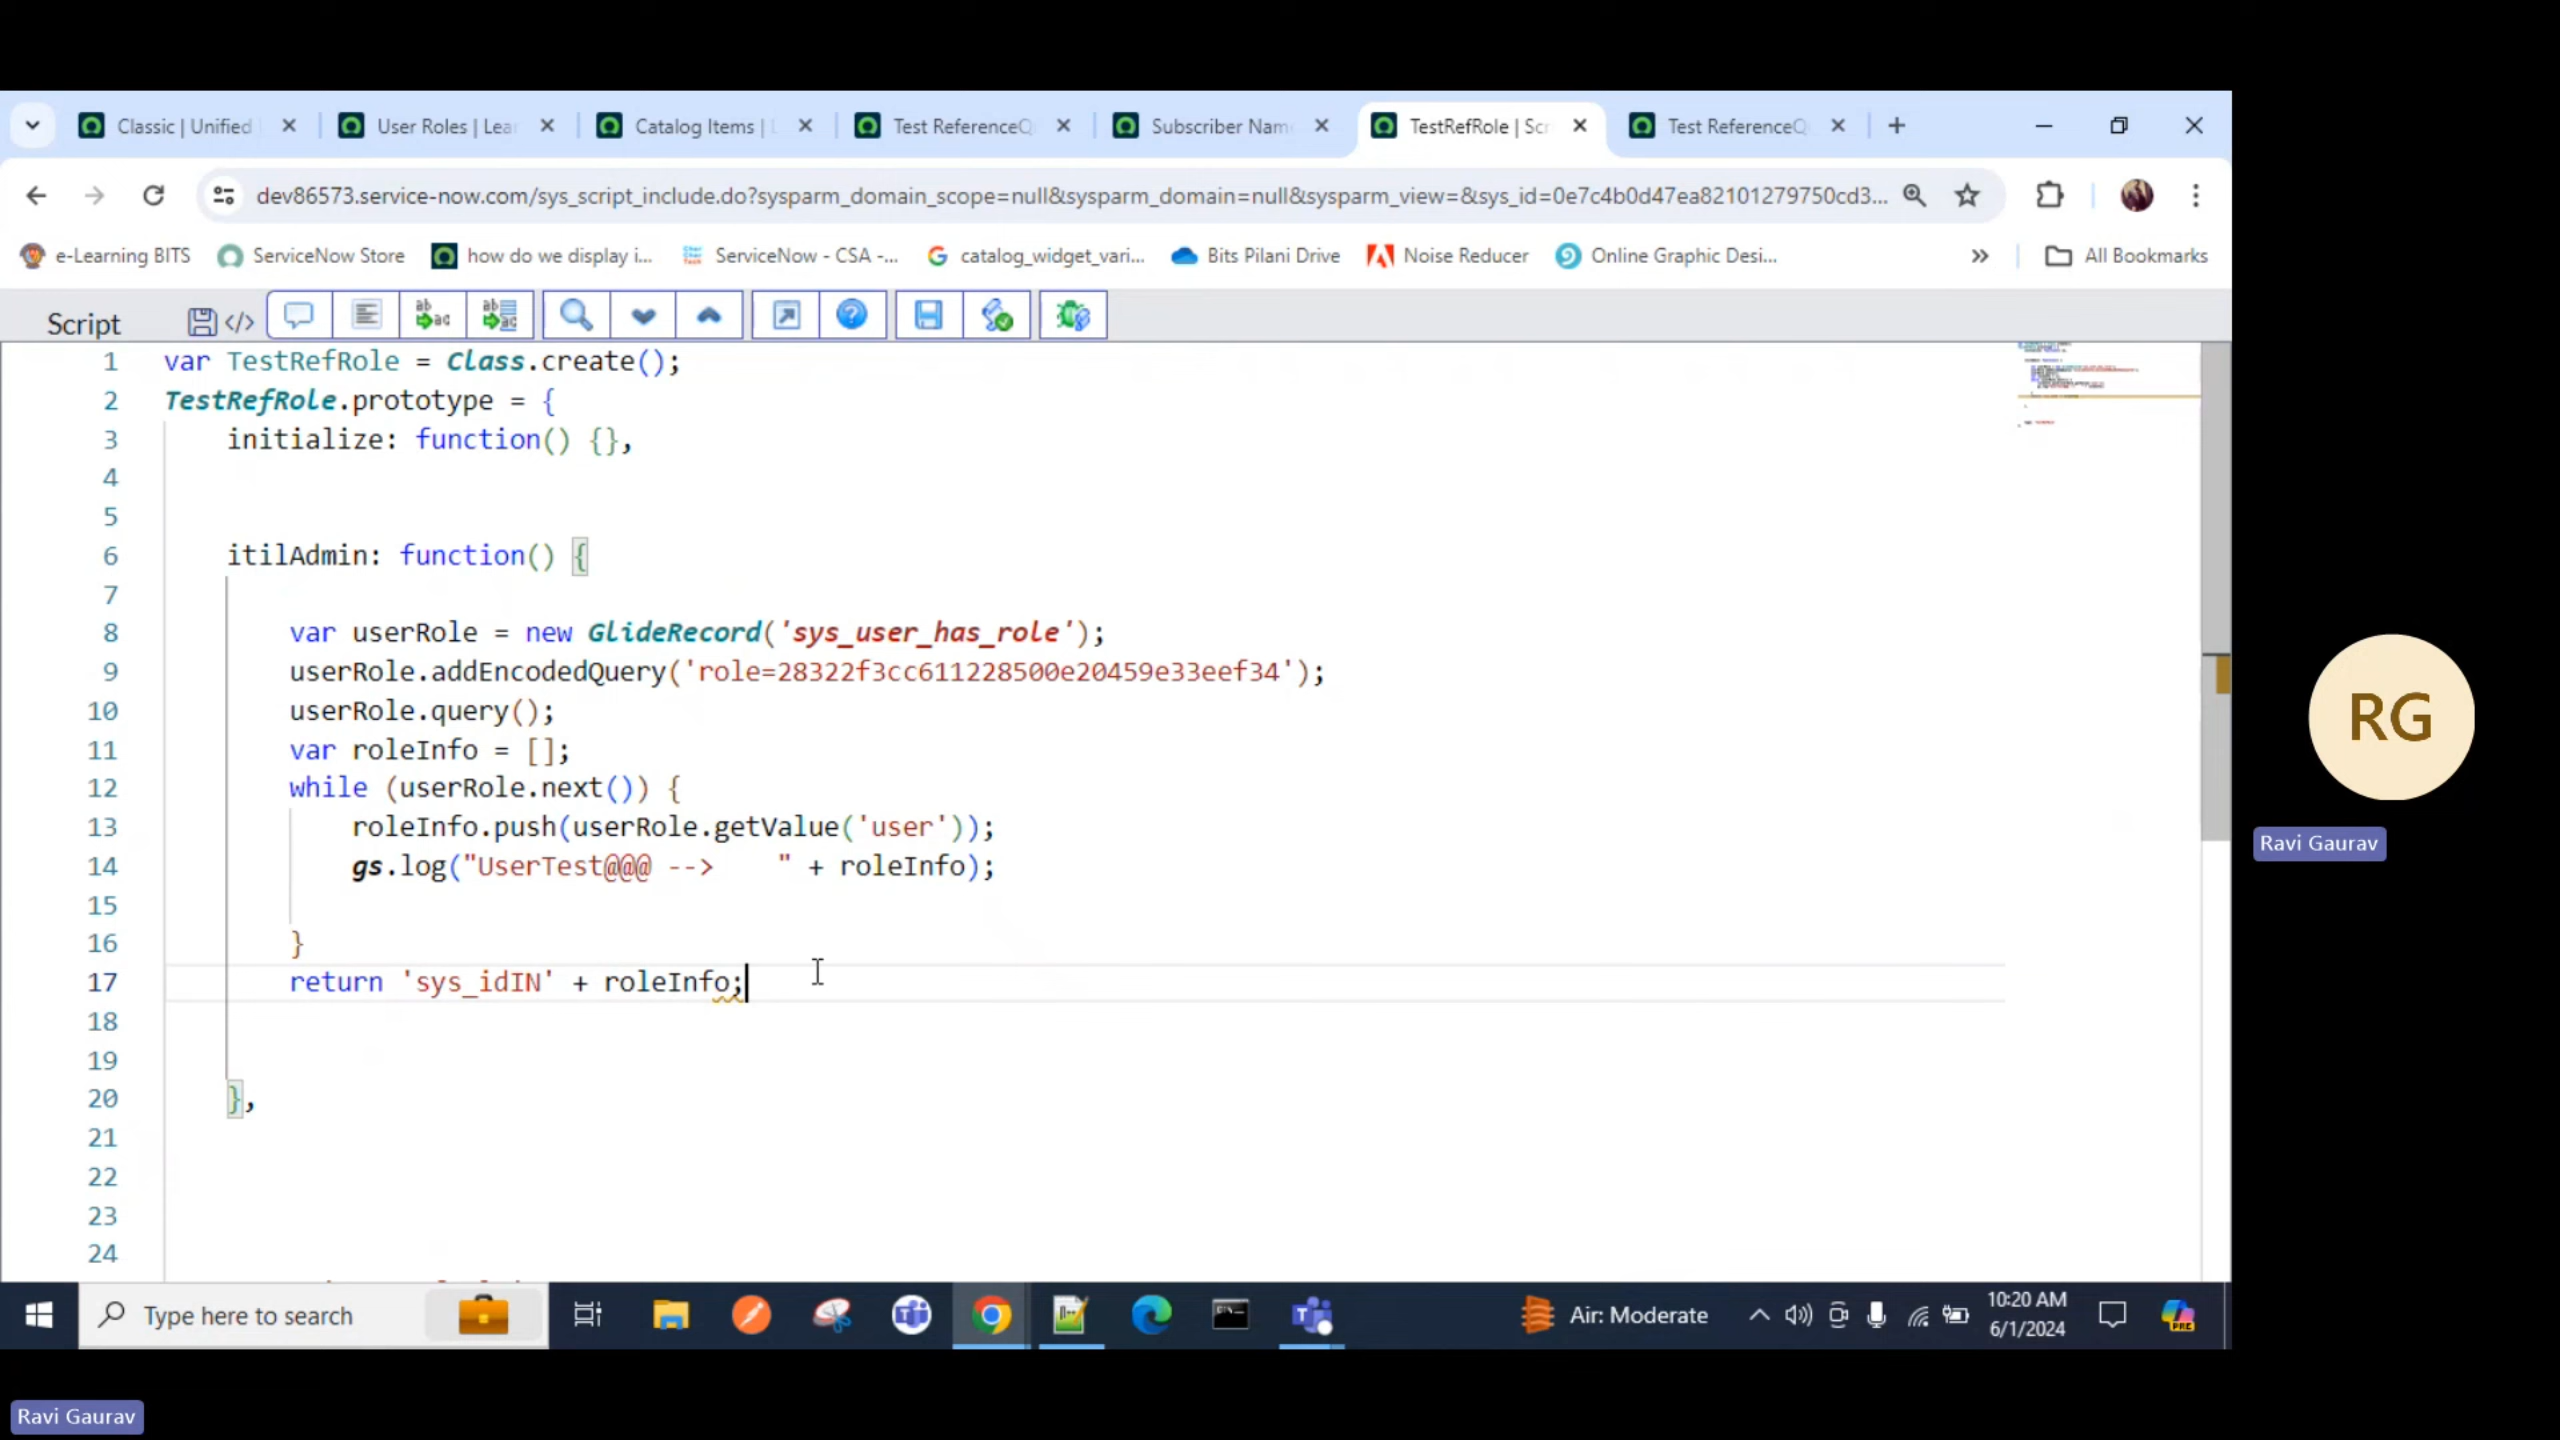 Classic | Unified
User Roles | Lea
Catalog Items |
Test ReferenceQ
Subscriber Nam
TestRefRole | Scr
Test ReferenceQ
dev86573.service-now.com/sys_script_include.do?sysparm_domain_scope=null&sysparm_domain=null&sysparm_view=&sys_id=0e7c4b0d47ea82101279750cd3...
e-Learning BITS
ServiceNow Store
how do we display i...
ServiceNow - CSA -...
catalog_widget_vari...
Bits Pilani Drive
Noise Reducer
Online Graphic Desi...
All Bookmarks
Script
1 var TestRefRole = Class.create();
2 TestRefRole.prototype = {
3 initialize: function() {},
4
5
6 itilAdmin: function() {
7
8 var userRole = new GlideRecord('sys_user_has_role');
9 userRole.addEncodedQuery('role=28322f3cc611228500e20459e33eef34');
10 userRole.query();
11 var roleInfo = [];
12 while (userRole.next()) {
13 roleInfo.push(userRole.getValue('user'));
14 gs.log("UserTest@@@ -->    " + roleInfo);
15
16 }
17 return 'sys_idIN' + roleInfo;
18
19
20 },
21
22
23
24
RG
Ravi Gaurav
Type here to search
Air: Moderate
10:20 AM
6/1/2024
PRE
Ravi Gaurav